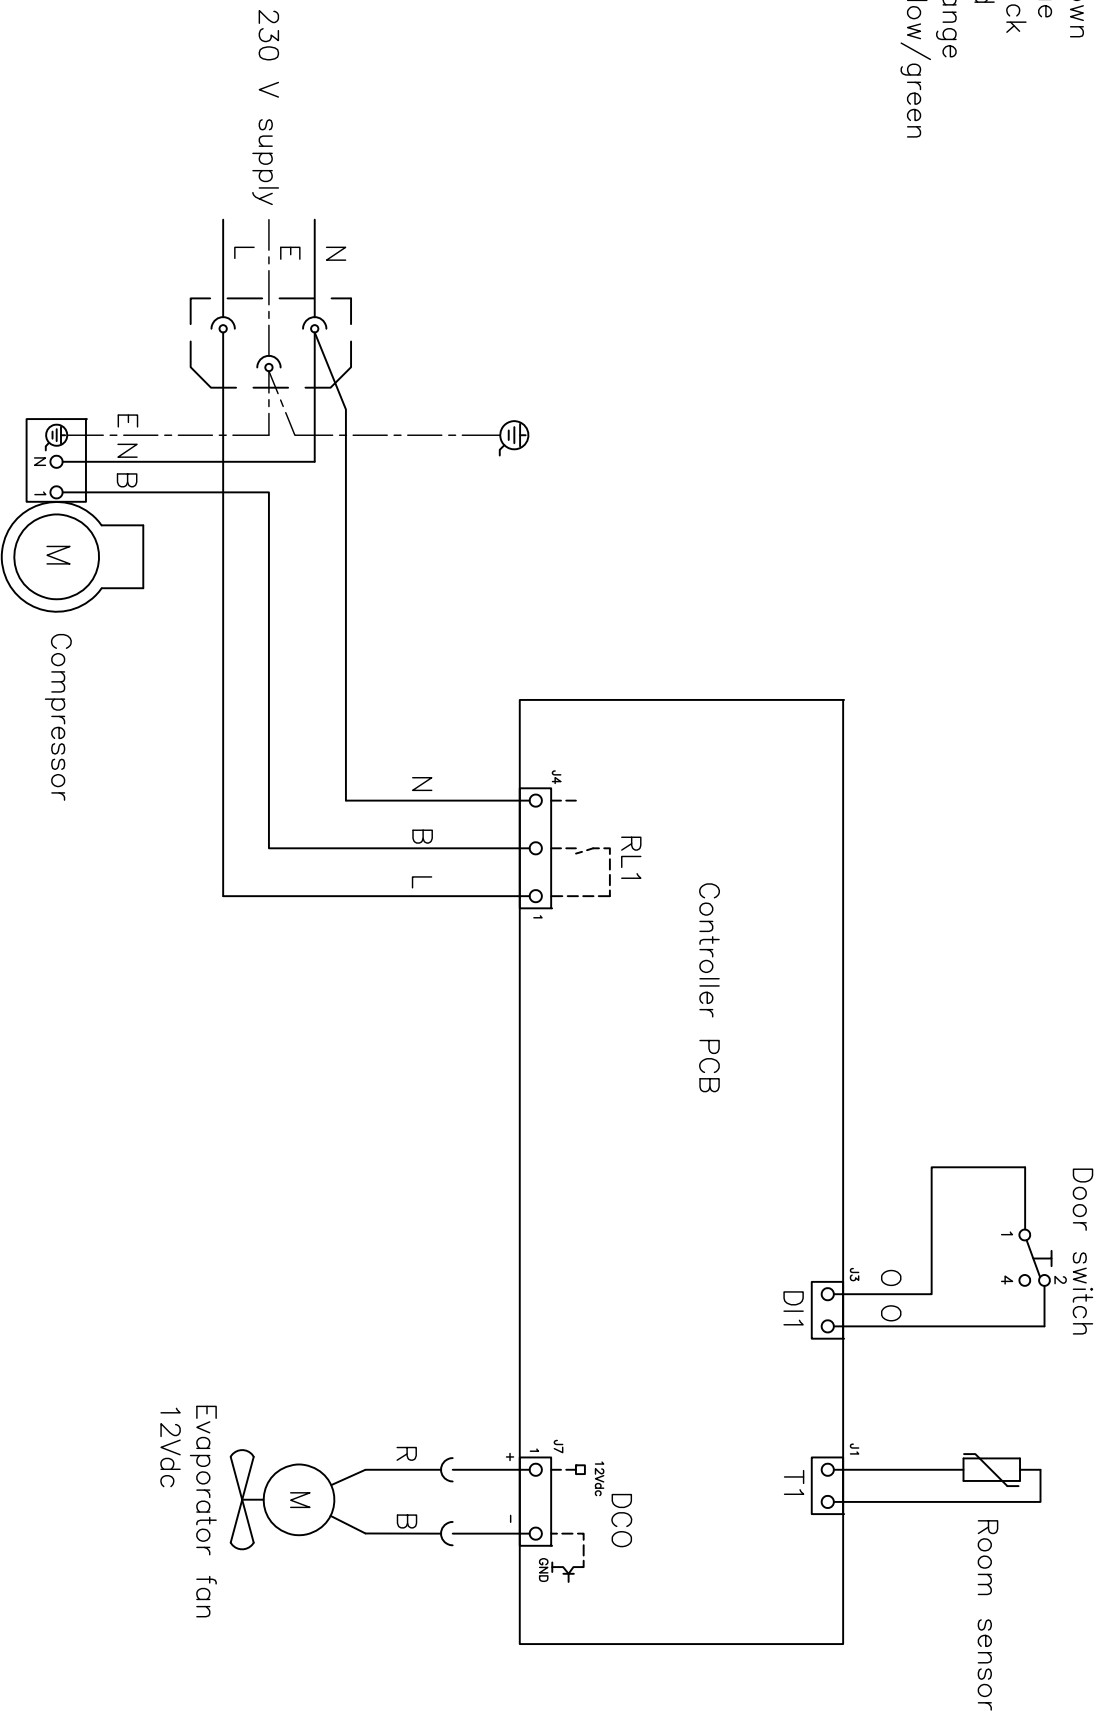 own
e
ck
d
ange
low/green
230 V supply
L
E
N
E
N
B
N
1
M
Compressor
N
B
L
J4
RL1
1
Controller PCB
Door switch
1
2
4
O
O
J3
DI1
J1
T1
Room sensor
J7
1
+
-
12Vdc
DCO
GND
R
B
M
Evaporator fan
12Vdc